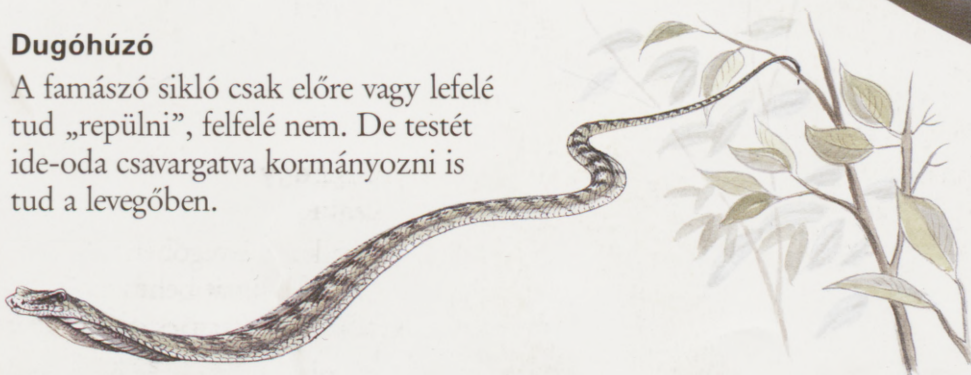 Dugóhúzó
A famászó sikló csak előre vagy lefelé
tud „repülni”, felfelé nem. De testét
ide-oda csavargatva kormányozni is
tud a levegőben.